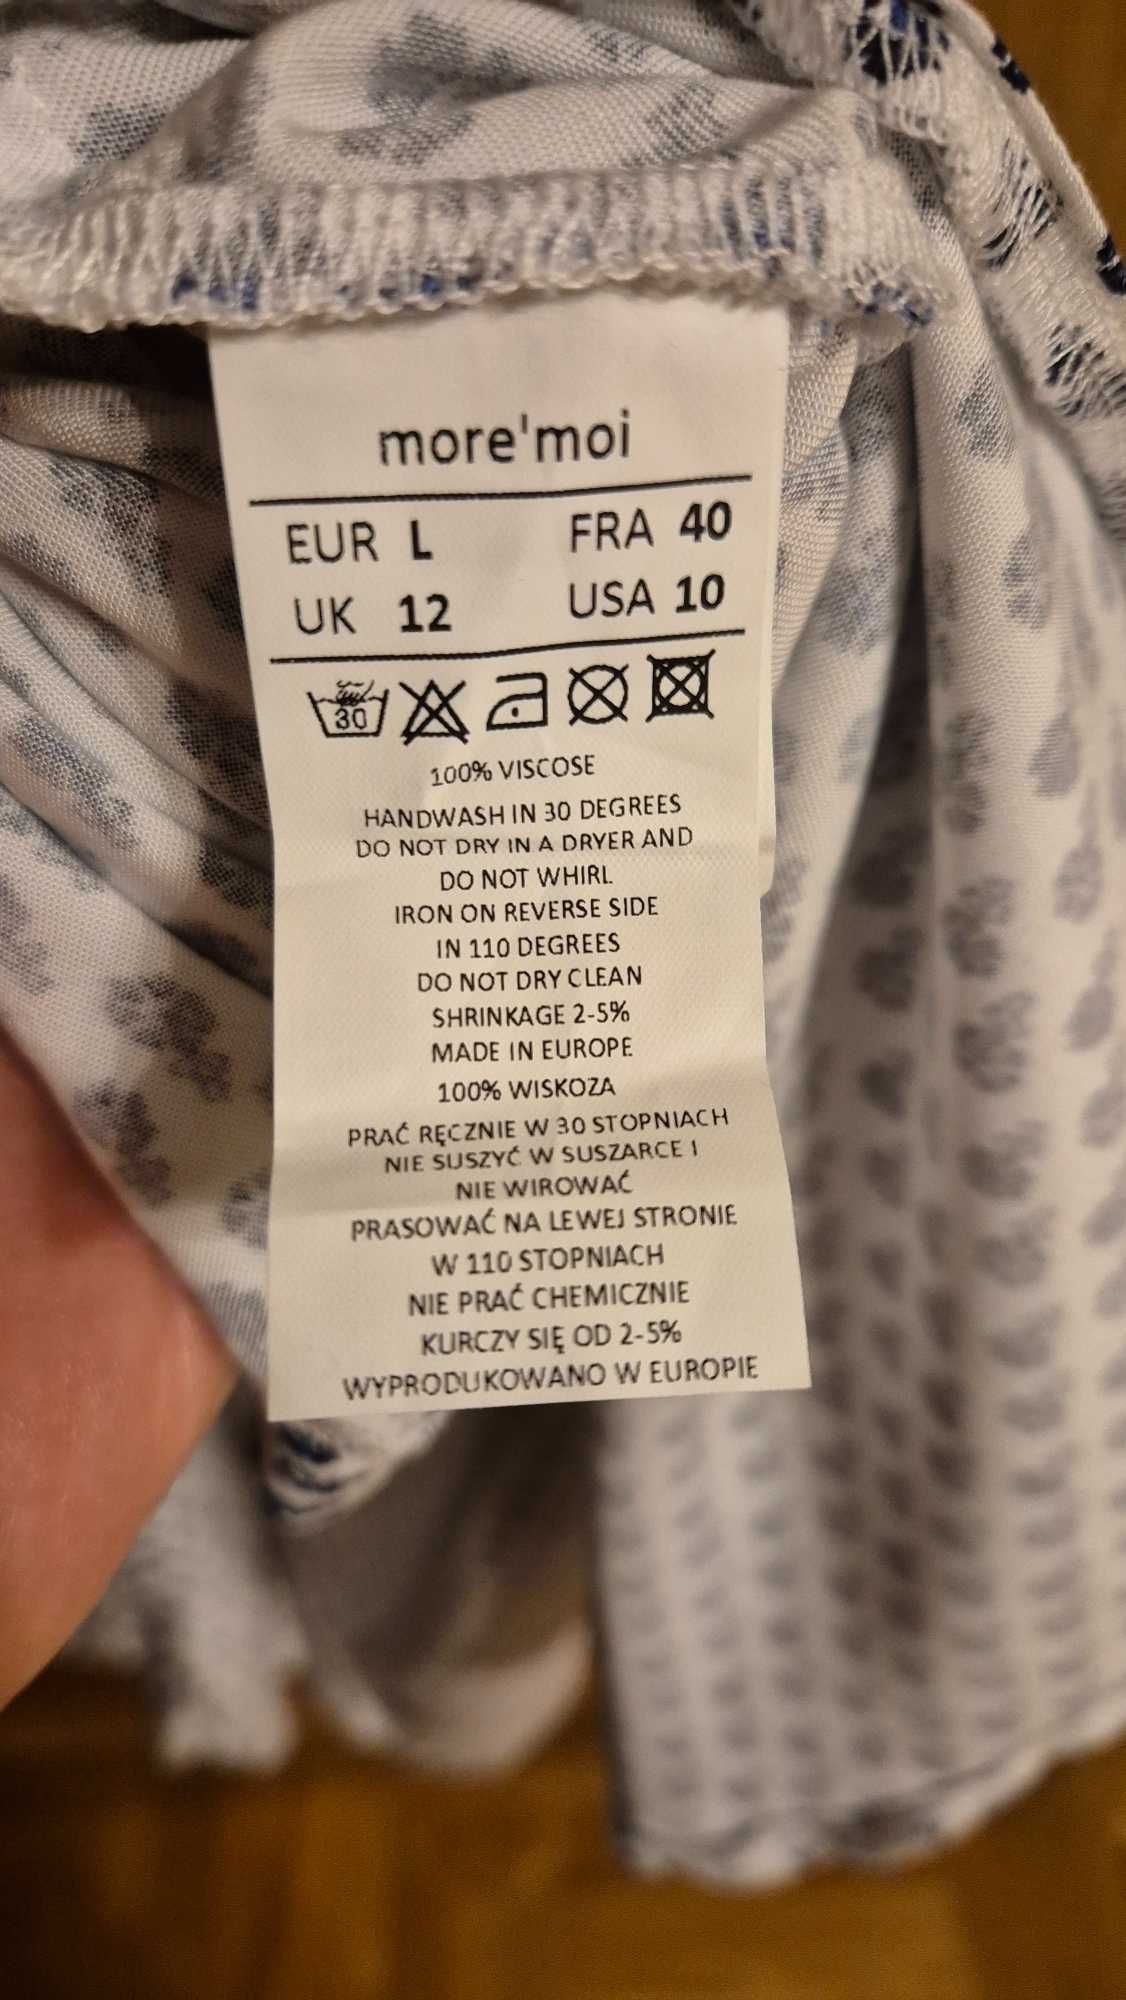 more'moi
EUR L FRA 40
UK 12 USA 10
30
100% VISCOSE
HANDWASH IN 30 DEGREES
DO NOT DRY IN A DRYER AND
DO NOT WHIRL
IRON ON REVERSE SIDE
IN 110 DEGREES
DO NOT DRY CLEAN
SHRINKAGE 2-5%
MADE IN EUROPE
100% WISKOZA
PRAĆ RĘCZNIE W 30 STOPNIACH
NIE SUSZYĆ W SUSZARCE I
NIE WIROWAĆ
PRASOWAĆ NA LEWEJ STRONIE
W 110 STOPNIACH
NIE PRAĆ CHEMICZNIE
KURCZY SIĘ OD 2-5%
WYPRODUKOWANO W EUROPIE